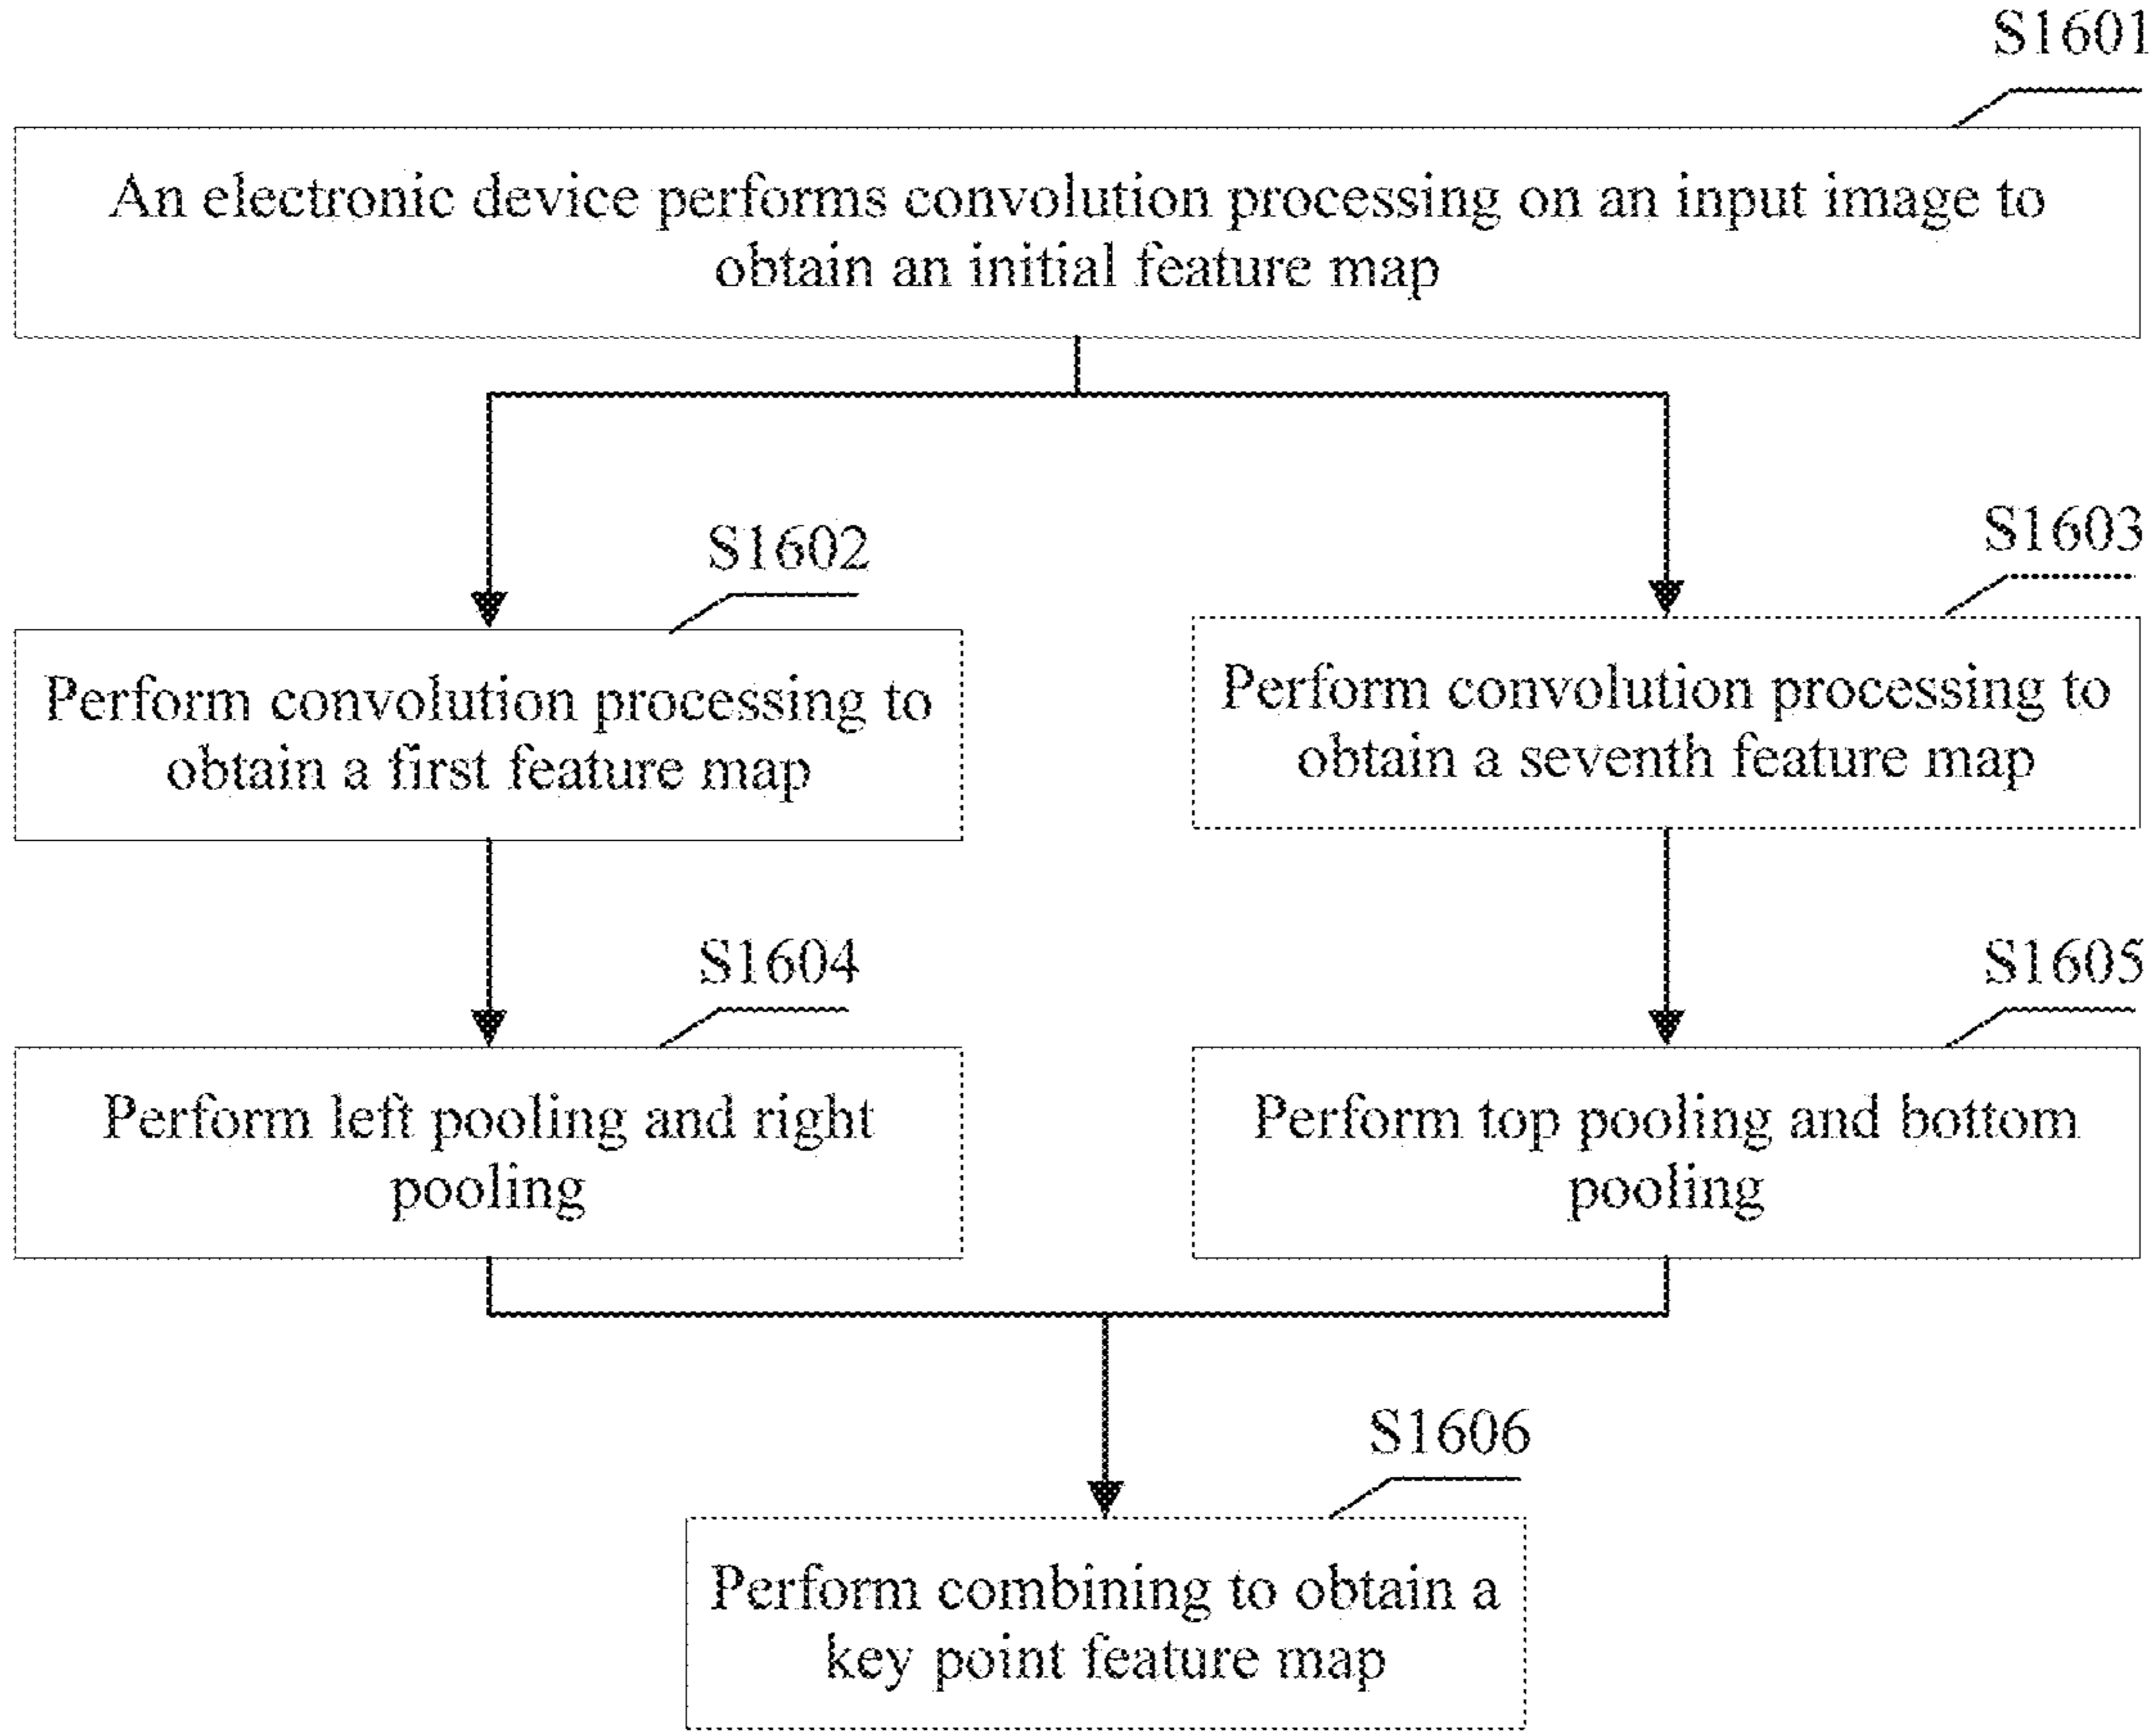 S1601
An electronic device performs convolution processing on an input image to
obtain an initial feature map
S1602
Perform convolution processing to
obtain a first feature map
S1603
Perform convolution processing to
obtain a seventh feature map
S1604
Perform left pooling and right
pooling
S1605
Perform top pooling and bottom
pooling
S1606
Perform combining to obtain a
key point feature map